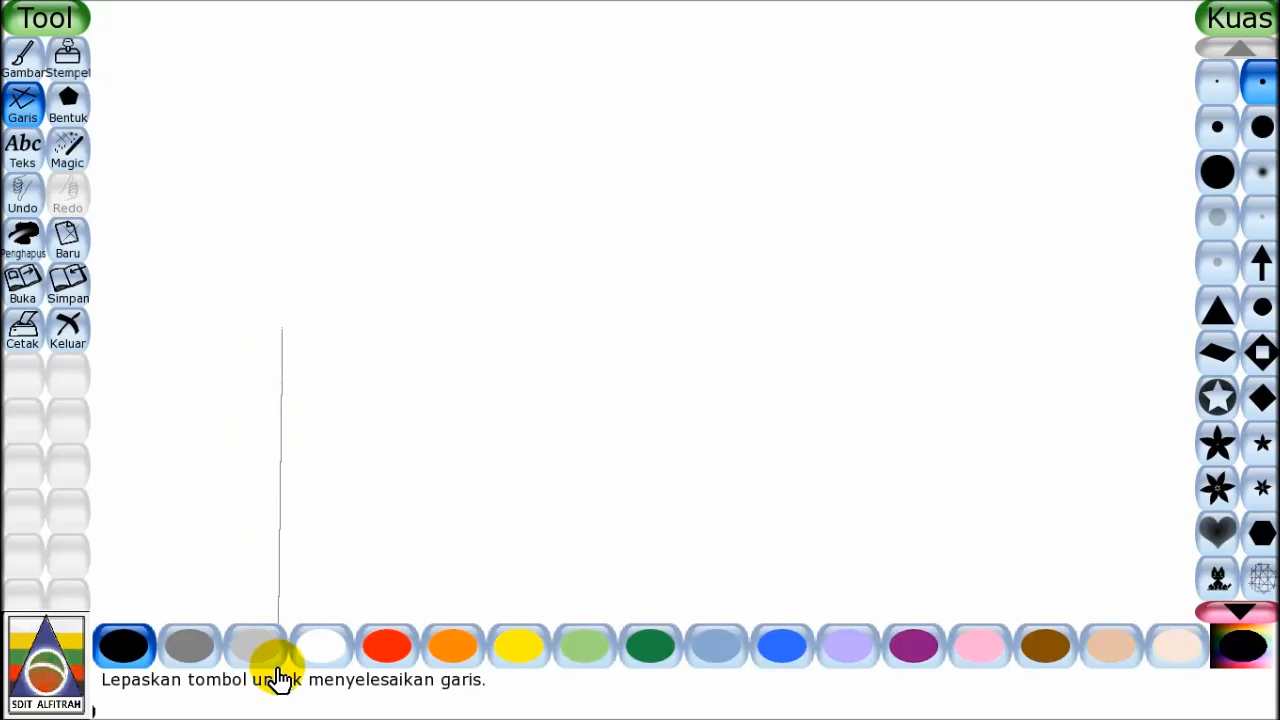 Tool
Kuas
Gambar
Stempel
Garis
Bentuk
Abc
Teks
Magic
Undo
Redo
Penghapus
Baru
Buka
Simpan
Cetak
Keluar
SDIT ALFITRAH
Lepaskan tombol untuk menyelesaikan garis.